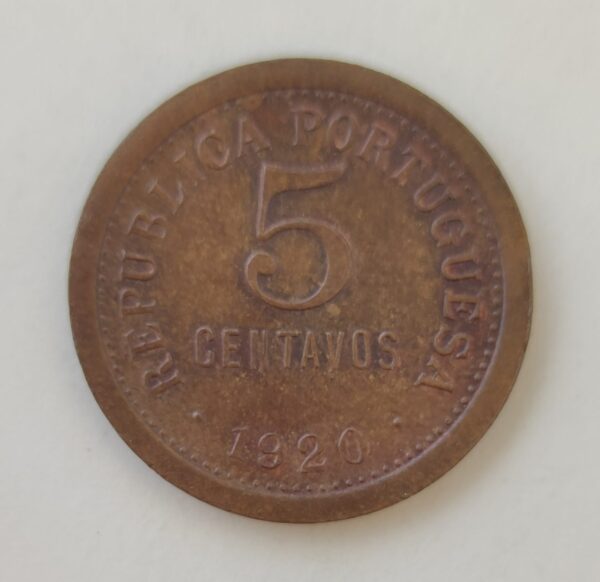 REPUBLICA PORTUGUESA
5
CENTAVOS
1920